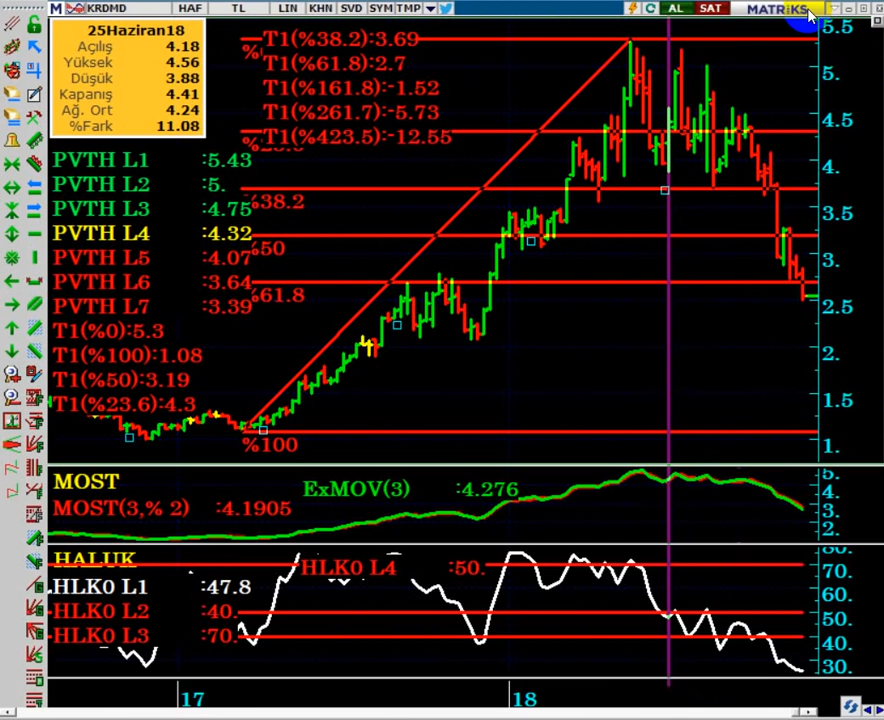 M KRDMD HAF TL LIN KHN SVD SYM TMP AL SAT MATRİKS
25Haziran18
Açılış 4.18
Yüksek 4.56
Düşük 3.88
Kapanış 4.41
Ağ. Ort 4.24
%Fark 11.08
T1(%38.2):3.69
T1(%61.8):2.7
T1(%161.8):-1.52
T1(%261.7):-5.73
T1(%423.5):-12.55
PVTH L1 :5.43
PVTH L2 :5.
PVTH L3 :4.75
PVTH L4 :4.32
PVTH L5 :4.07
PVTH L6 :3.64
PVTH L7 :3.39
T1(%0):5.3
T1(%100):1.08
T1(%50):3.19
T1(%23.6):4.3
%38.2
%50
%61.8
%100
5.5
5.
4.5
4.
3.5
3.
2.5
2.
1.5
1.
MOST
MOST(3,% 2) :4.1905
ExMOV(3) :4.276
5.
4.
3.
2.
HALUK
HLK0 L1 :47.8
HLK0 L2 :40.
HLK0 L3 :70.
HLK0 L4 :50.
80.
70.
60.
50.
40.
30.
17 18